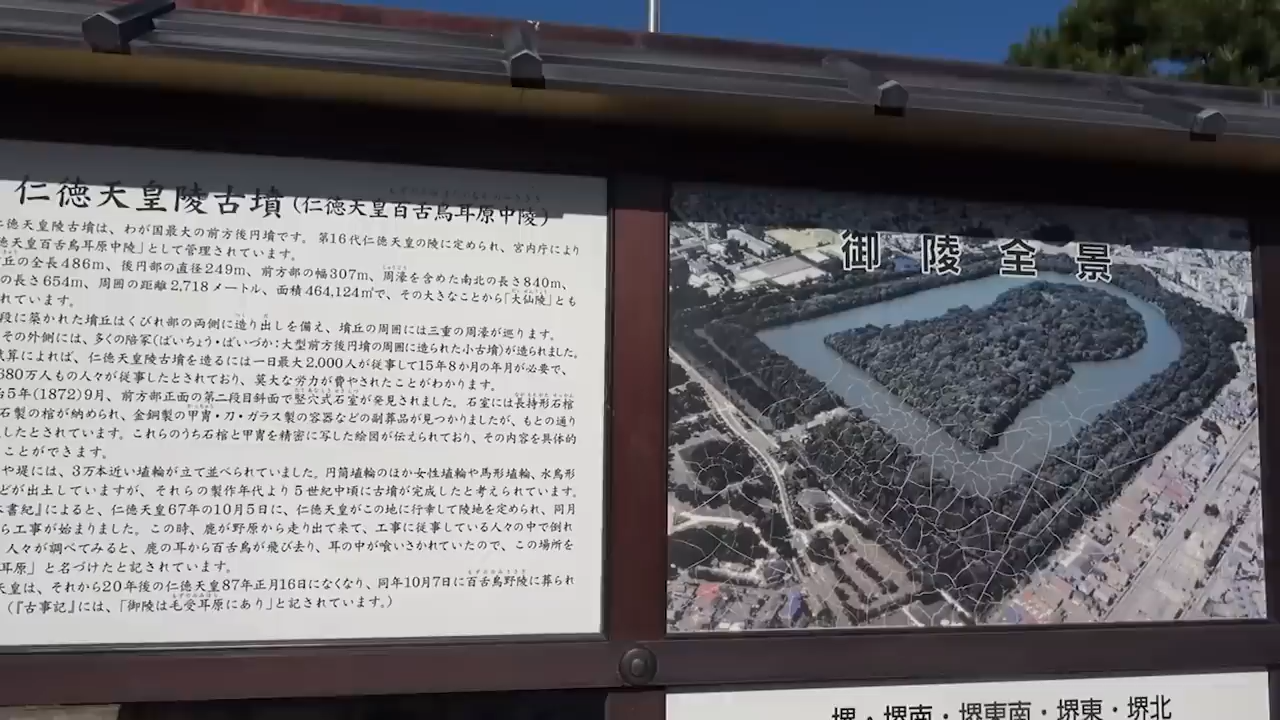 仁徳天皇陵古墳(仁徳天皇百舌鳥耳原中陵)
徳天皇陵古墳は、わが国最大の前方後円墳です。第16代仁徳天皇の陵に定められ、宮内庁により
徳天皇百舌鳥耳原中陵」として管理されています。
丘の全長486m、後円部の直径249m、前方部の幅307m、周濠を含めた南北の長さ840m、
の長さ654m、周囲の距離2,718メートル、面積464,124㎡で、その大きなことから「大仙陵」とも
れています。
段に築かれた墳丘はくびれ部の両側に造り出しを備え、墳丘の周囲には三重の周濠が巡ります。
その外側には、多くの陪冢(ばいちょう・ばいづか:大型前方後円墳の周囲に造られた小古墳)が造られました。
算によれば、仁徳天皇陵古墳を造るには一日最大2,000人が従事して15年8か月の年月が必要で、
680万人もの人々が従事したとされており、莫大な労力が費やされたことがわかります。
5年(1872)9月、前方部正面の第二段目斜面で竪穴式石室が発見されました。石室には長持形石棺
石製の棺が納められ、金銅製の甲冑・刀・ガラス製の容器などの副葬品が見つかりましたが、もとの通り
したとされています。これらのうち石棺と甲冑を精密に写した絵図が伝えられており、その内容を具体的
ことができます。
や堤には、3万本近い埴輪が立て並べられていました。円筒埴輪のほか女性埴輪や馬形埴輪、水鳥形
どが出土していますが、それらの製作年代より5世紀中頃に古墳が完成したと考えられています。
書紀』によると、仁徳天皇67年の10月5日に、仁徳天皇がこの地に行幸して陵地を定められ、同月
ら工事が始まりました。この時、鹿が野原から走り出て来て、工事に従事している人々の中で倒れ
人々が調べてみると、鹿の耳から百舌鳥が飛び去り、耳の中が喰いさかれていたので、この場所を
耳原」と名づけたと記されています。
天皇は、それから20年後の仁徳天皇87年正月16日になくなり、同年10月7日に百舌鳥野陵に葬られ
(『古事記』には、「御陵は毛受耳原にあり」と記されています。)
御陵全景
堺・堺南・堺東南・堺東・堺北